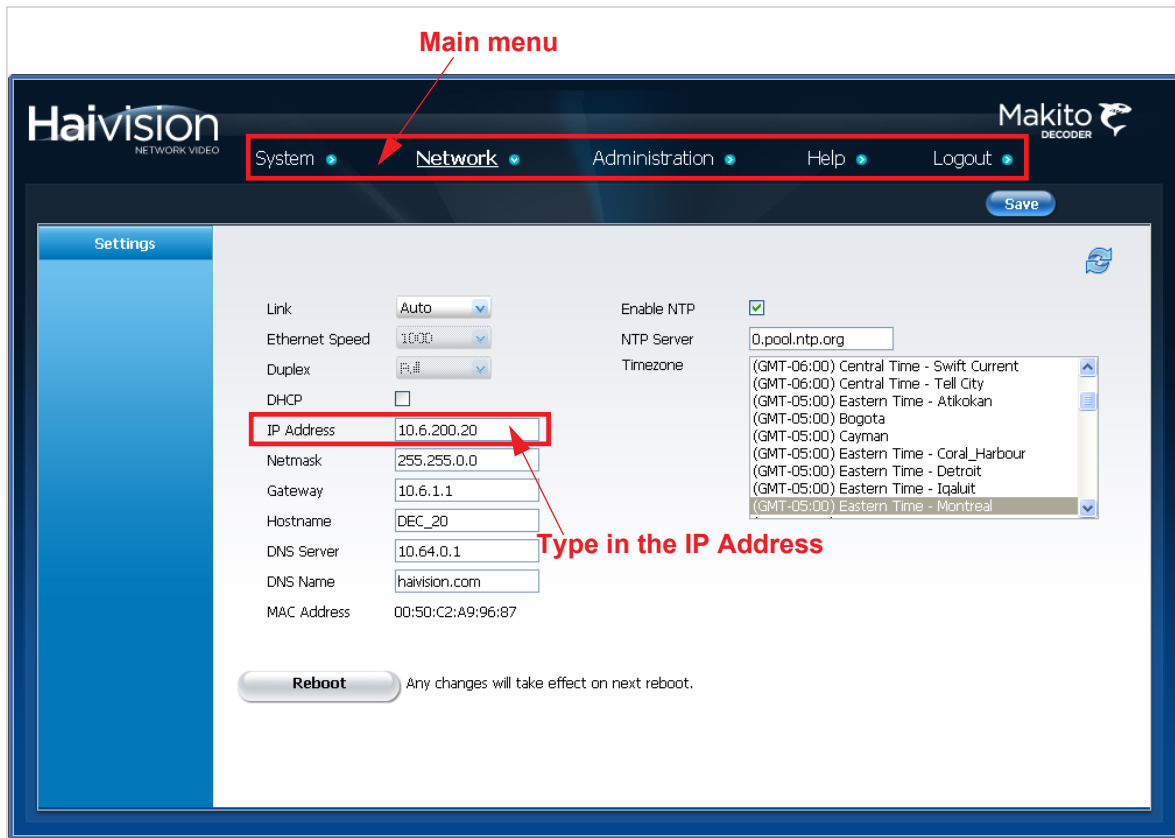 Main menu
Haivision
NETWORK VIDEO
Makito
DECODER
System Network Administration Help Logout
Save
Settings
Link Auto
Ethernet Speed 1000
Duplex Full
DHCP
IP Address 10.6.200.20
Netmask 255.255.0.0
Gateway 10.6.1.1
Hostname DEC_20
DNS Server 10.64.0.1
DNS Name haivision.com
MAC Address 00:50:C2:A9:96:87
Enable NTP
NTP Server 0.pool.ntp.org
Timezone
(GMT-06:00) Central Time - Swift Current
(GMT-06:00) Central Time - Tell City
(GMT-05:00) Eastern Time - Atikokan
(GMT-05:00) Bogota
(GMT-05:00) Cayman
(GMT-05:00) Eastern Time - Coral_Harbour
(GMT-05:00) Eastern Time - Detroit
(GMT-05:00) Eastern Time - Iqaluit
(GMT-05:00) Eastern Time - Montreal
Type in the IP Address
Reboot Any changes will take effect on next reboot.